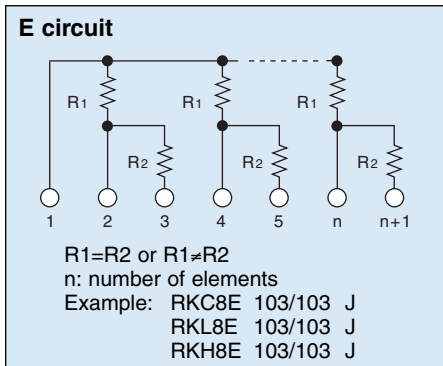 E circuit
R1 R1 R1
R2 R2 R2
1 2 3 4 5 n n+1
R1=R2 or R1≠R2
n: number of elements
Example: RKC8E 103/103 J
RKL8E 103/103 J
RKH8E 103/103 J